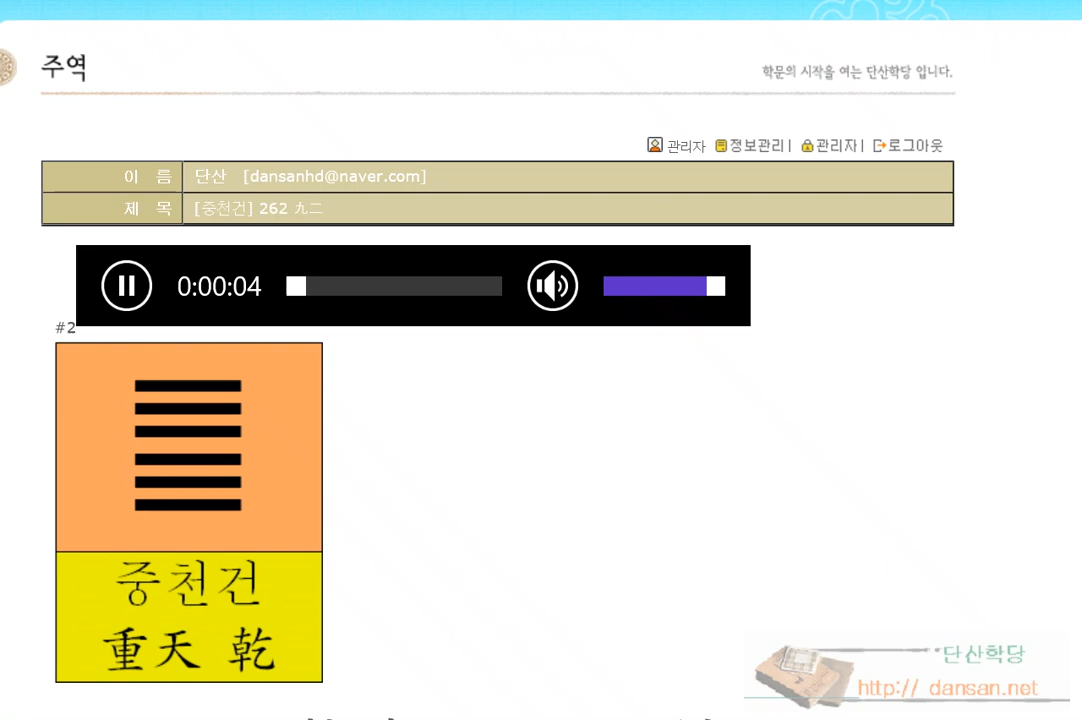 주역
학문의 시작을 여는 단산학당 입니다.
관리자 정보관리| 관리자| 로그아웃
이 름 단산 [dansanhd@naver.com]
제 목 [중천건] 262 九二
0:00:04
#2
중천건
重天 乾
단산학당
http:// dansan.net